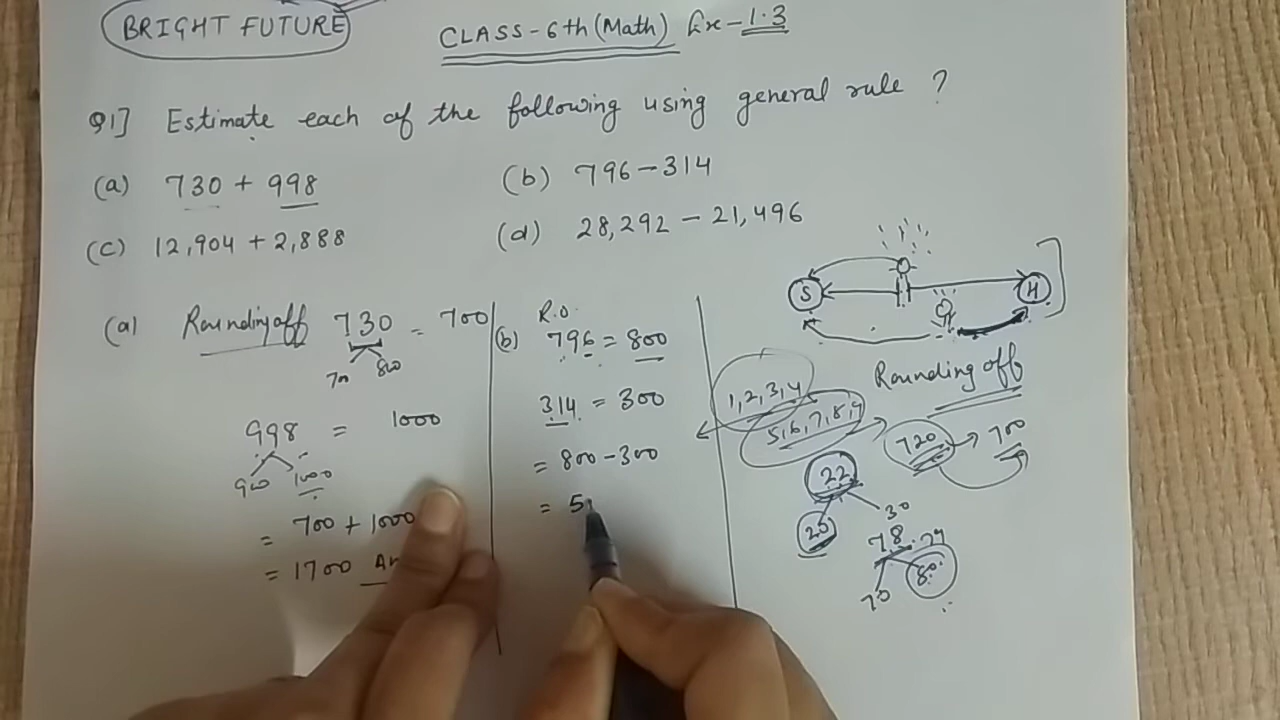 BRIGHT FUTURE
CLASS-6th (Math) Ex-1.3
Q1] Estimate each of the following using general rule ?
(a) 730 + 998
(b) 796 - 314
(c) 12,904 + 2,888
(d) 28,292 - 21,496
(a) Rounding off 730 = 700
700 800
998 = 1000
900 1000
= 700 + 1000
= 1700
R.O.
(b) 796 = 800
314 = 300
= 800 - 300
= 5
S H
Rounding off
1,2,3,4
5,6,7,8,9
720 → 700
22
20 30
78
70 80